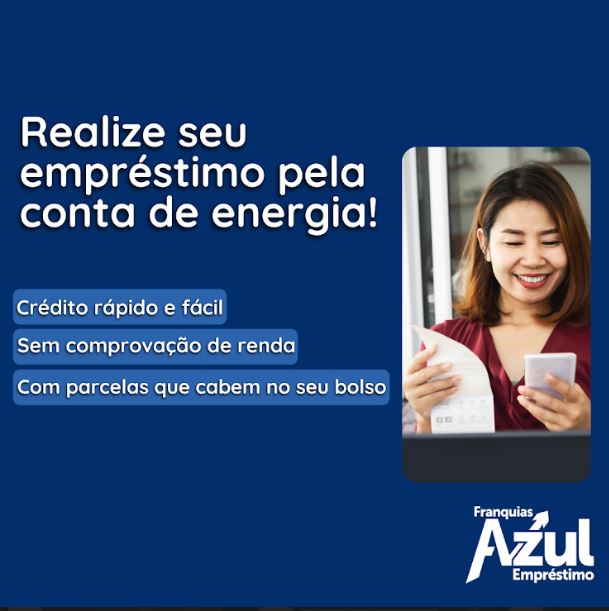 Realize seu
empréstimo pela
conta de energia!
Crédito rápido e fácil
Sem comprovação de renda
Com parcelas que cabem no seu bolso
Franquias
AZUL
Empréstimo